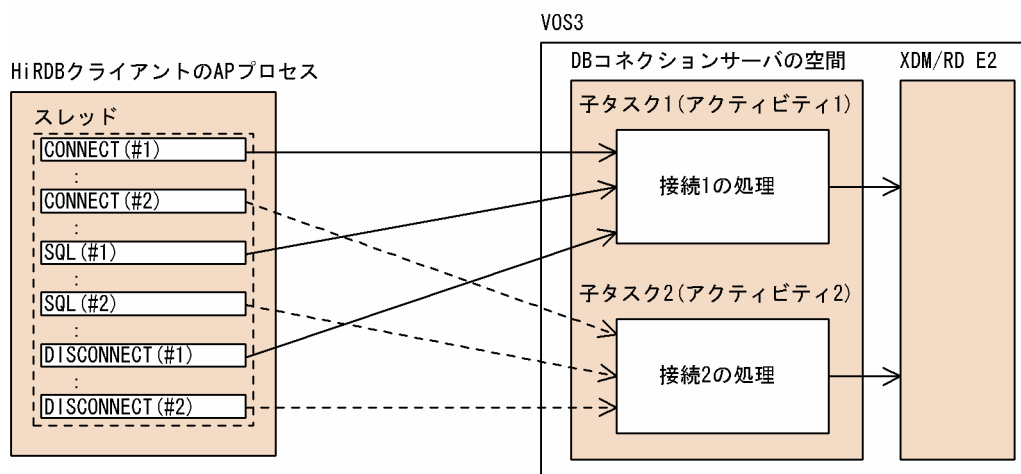 VOS3
HiRDBクライアントのAPプロセス
DBコネクションサーバの空間
XDM/RD E2
スレッド
CONNECT(#1)
:
CONNECT(#2)
:
SQL(#1)
:
SQL(#2)
:
DISCONNECT(#1)
:
DISCONNECT(#2)
子タスク1(アクティビティ1)
接続1の処理
子タスク2(アクティビティ2)
接続2の処理